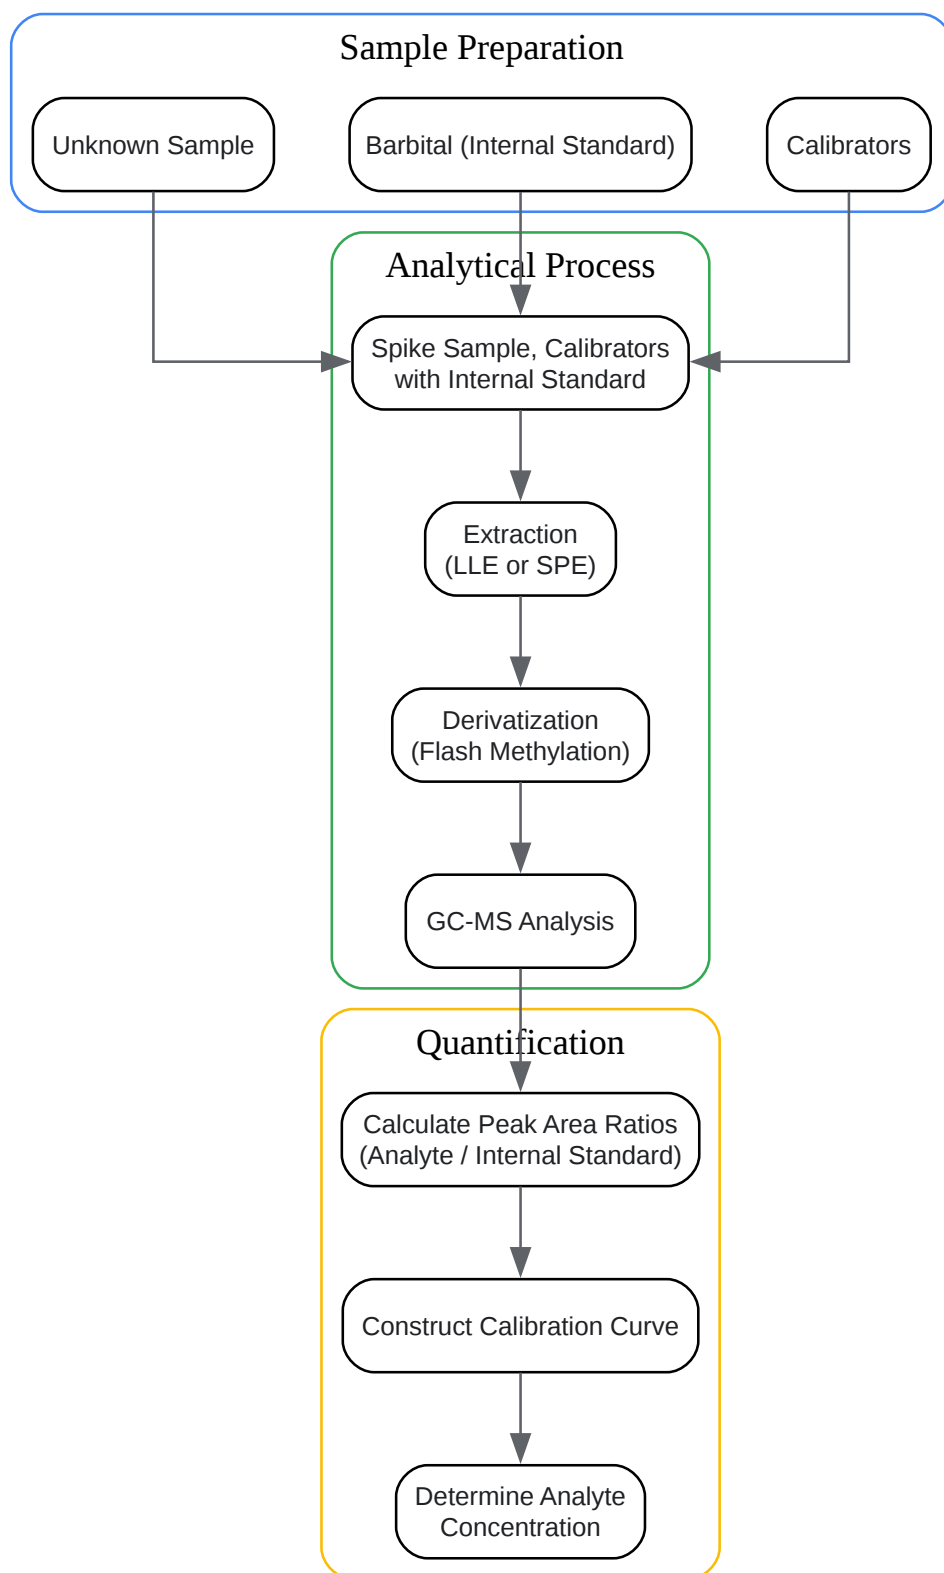 Sample Preparation
Unknown Sample
Barbital (Internal Standard)
Calibrators
Analytical Process
Spike Sample, Calibrators
with Internal Standard
Extraction
(LLE or SPE)
Derivatization
(Flash Methylation)
GC-MS Analysis
Quantification
Calculate Peak Area Ratios
(Analyte / Internal Standard)
Construct Calibration Curve
Determine Analyte
Concentration